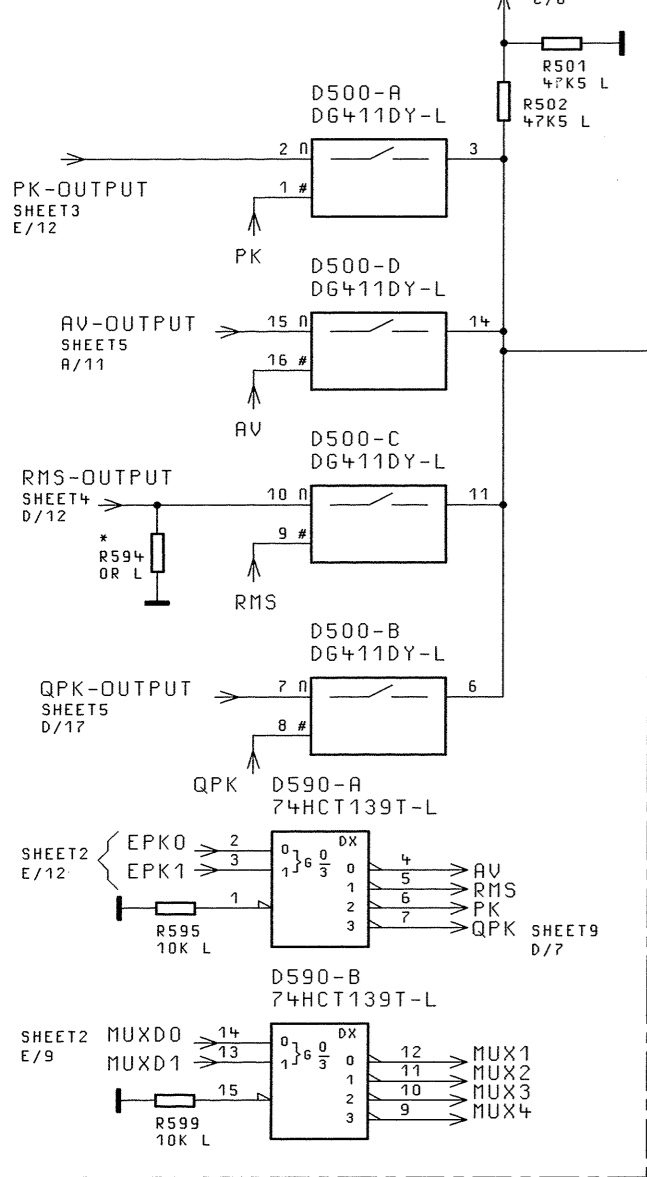 R501
47K5 L
R502
47K5 L
D500-A
DG411DY-L
2 n
3
1 #
PK-OUTPUT
SHEET3
E/12
PK
D500-D
DG411DY-L
15 n
14
16 #
AV-OUTPUT
SHEET5
A/11
AV
D500-C
DG411DY-L
10 n
11
9 #
RMS-OUTPUT
SHEET4
D/12
*
R594
0R L
RMS
D500-B
DG411DY-L
7 n
6
8 #
QPK-OUTPUT
SHEET5
D/17
QPK
D590-A
74HCT139T-L
SHEET2
E/12
EPK0
2
EPK1
3
1
R595
10K L
0
1
}G 0/3
DX
0
1
2
3
4
5
6
7
AV
RMS
PK
QPK
SHEET9
D/7
D590-B
74HCT139T-L
SHEET2
E/9
MUXD0
14
MUXD1
13
15
R599
10K L
0
1
}G 0/3
DX
0
1
2
3
12
11
10
9
MUX1
MUX2
MUX3
MUX4